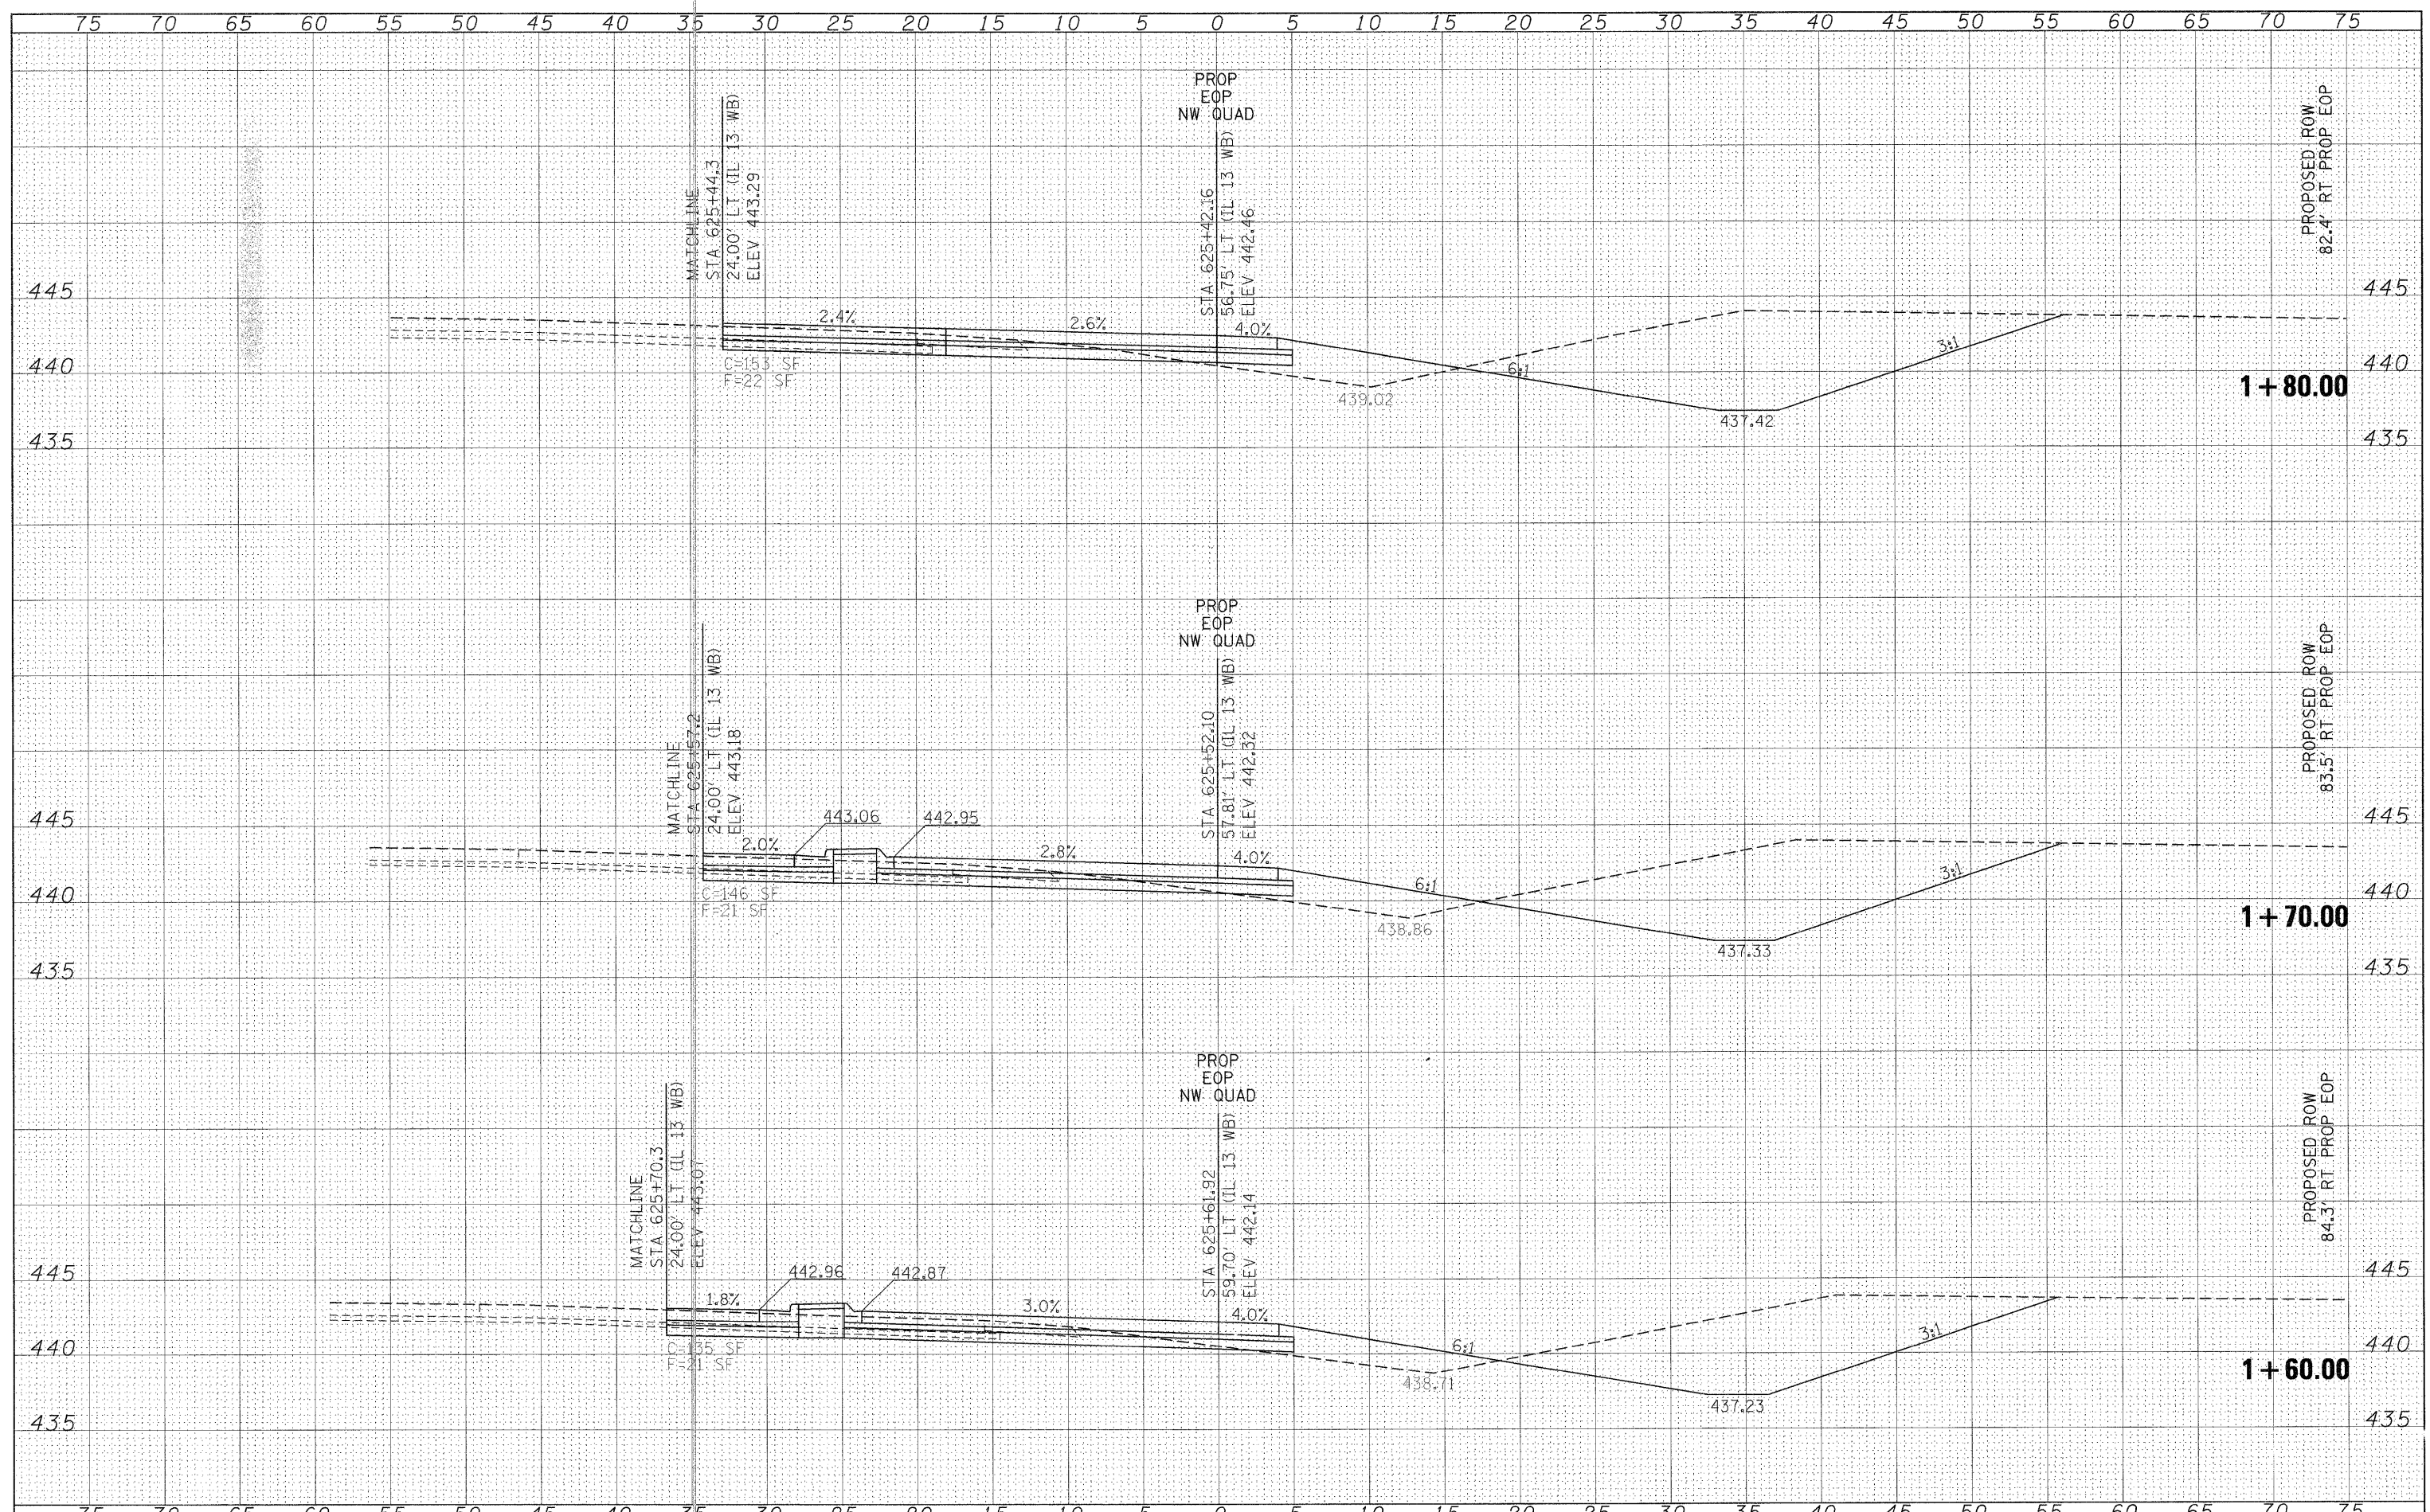 75 70 65 60 55 50 45 40 35 30 25 20 15 10 5 0 5 10 15 20 25 30 35 40 45 50 55 60 65 70 75
PROP
EOP
NW QUAD
MATCHLINE
STA 625+44.3
24.00' LT (IL 13 WB)
ELEV 443.29
STA 625+42.16
56.75' LT (IL 13 WB)
ELEV 442.46
PROPOSED ROW
82.4' RT PROP EOP
445 445
2.4% 2.6% 4.0%
3:1
440 440
C=153 SF
F=22 SF
6:1
1+80.00
439.02
437.42
435 435
PROP
EOP
NW QUAD
MATCHLINE
STA 625+57.2
24.00' LT (IL 13 WB)
ELEV 443.18
STA 625+52.10
57.81' LT (IL 13 WB)
ELEV 442.32
PROPOSED ROW
83.5' RT PROP EOP
445 445
443.06 442.95
2.0% 2.8% 4.0%
3:1
6:1
440 440
C=146 SF
F=21 SF
1+70.00
438.86
437.33
435 435
PROP
EOP
NW QUAD
MATCHLINE
STA 625+70.3
24.00' LT (IL 13 WB)
ELEV 443.07
STA 625+61.92
59.70' LT (IL 13 WB)
ELEV 442.14
PROPOSED ROW
84.3' RT PROP EOP
445 445
442.96 442.87
1.8% 3.0% 4.0%
3:1
6:1
440 440
C=135 SF
F=21 SF
1+60.00
438.71
437.23
435 435
75 70 65 60 55 50 45 40 35 30 25 20 15 10 5 0 5 10 15 20 25 30 35 40 45 50 55 60 65 70 75